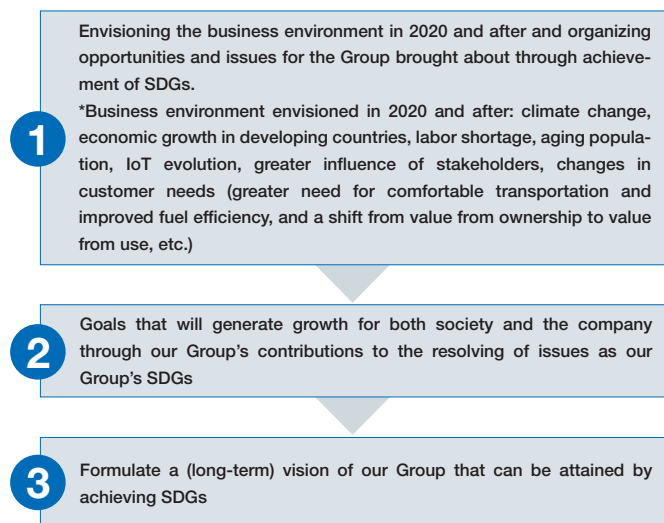 Envisioning the business environment in 2020 and after and organizing
opportunities and issues for the Group brought about through achieve-
ment of SDGs.
*Business environment envisioned in 2020 and after: climate change,
economic growth in developing countries, labor shortage, aging popula-
tion, IoT evolution, greater influence of stakeholders, changes in
customer needs (greater need for comfortable transportation and
improved fuel efficiency, and a shift from value from ownership to value
from use, etc.)
1
Goals that will generate growth for both society and the company
through our Group's contributions to the resolving of issues as our
Group's SDGs
2
Formulate a (long-term) vision of our Group that can be attained by
achieving SDGs
3